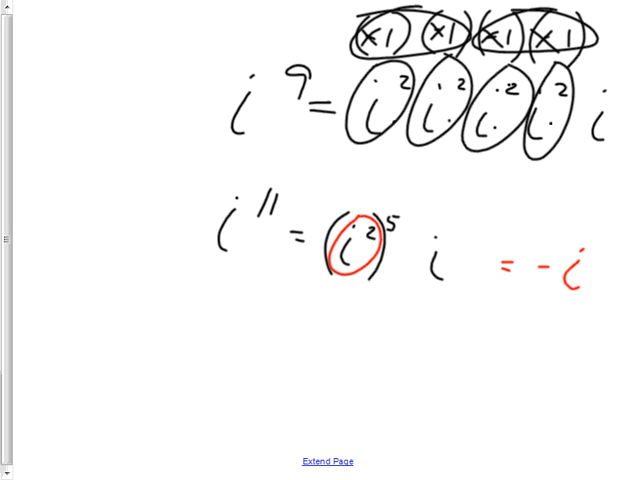 (-1) (-1) (-1) (-1)
i⁹ = i² i² i² i² i
i¹¹ = (i²)⁵ i = -i
Extend Page